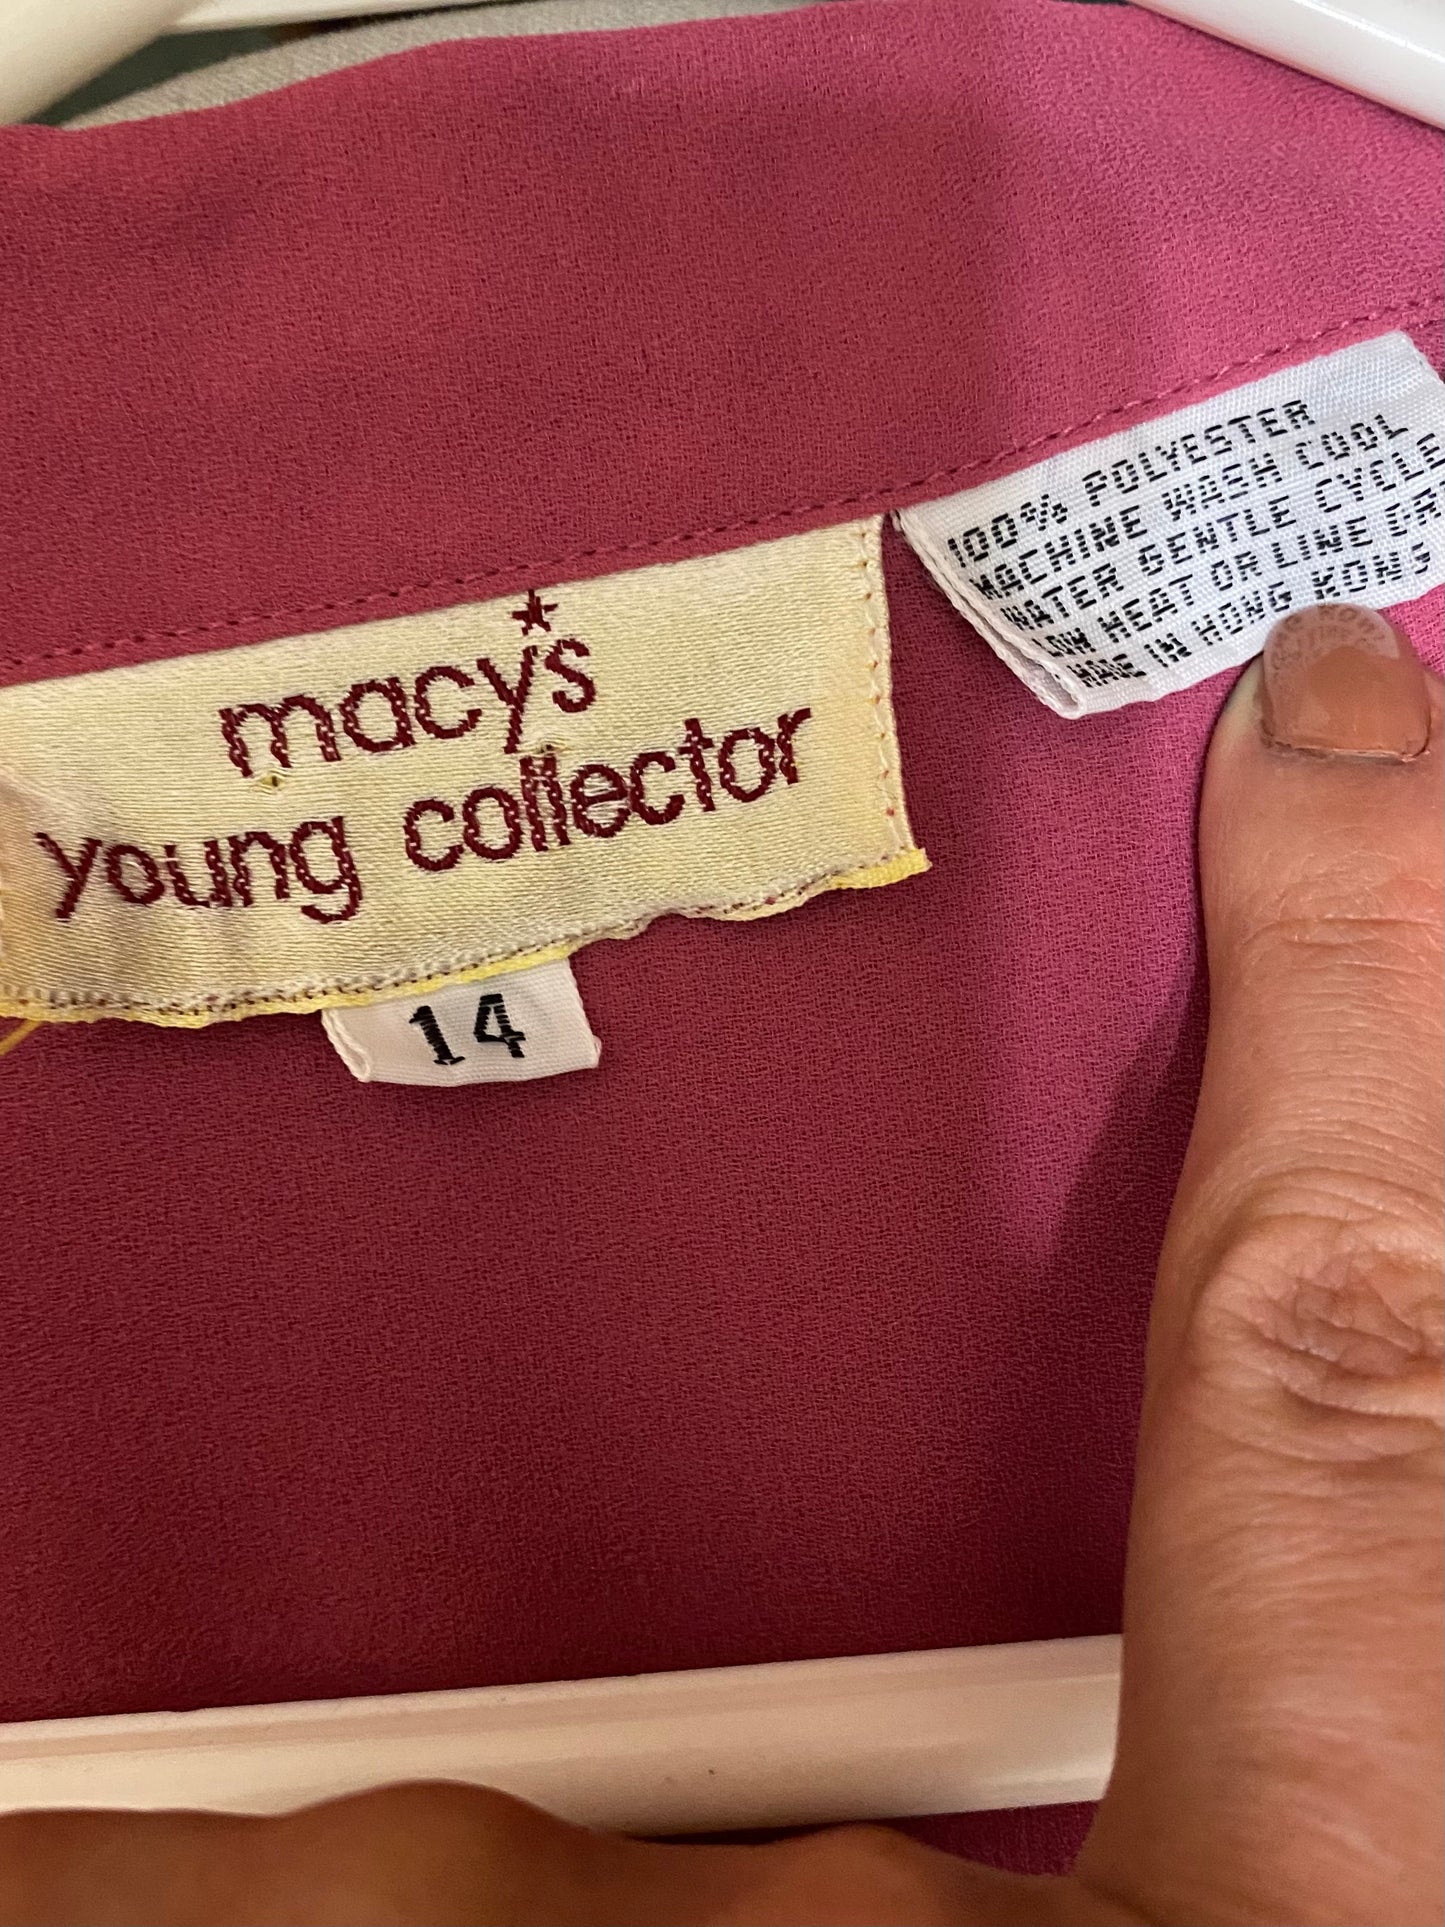 macy's
young collector
14
100% POLYESTER
MACHINE WASH COOL
WATER GENTLE CYCLE
LOW HEAT OR LINE DR
MADE IN HONG KONG